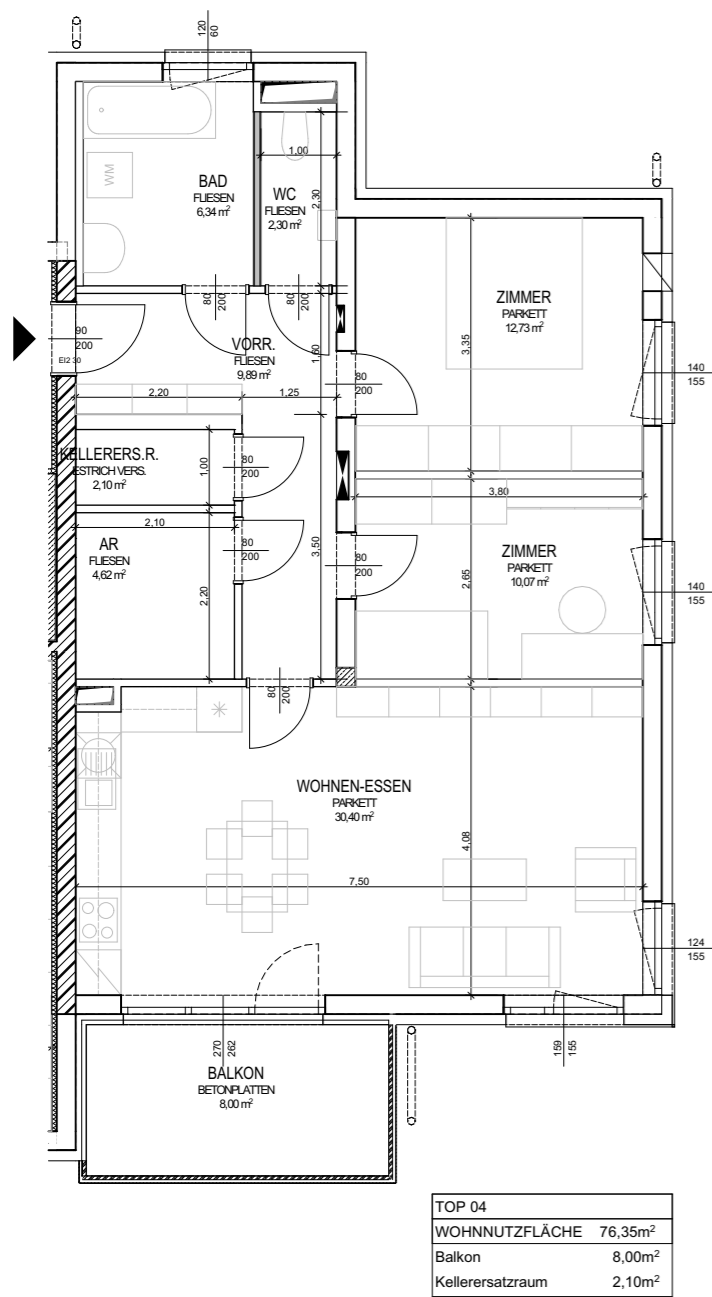 120
60
1,00
BAD
FLIESEN
6,34 m²
WM
WC
FLIESEN
2,30 m²
2,30
ZIMMER
PARKETT
12,73 m²
3,35
80
200
80
200
90
200
EI2 30
VORR.
FLIESEN
9,89 m²
1,60
140
155
2,20
1,25
80
200
KELLERERS.R.
ESTRICH VERS.
2,10 m²
1,00
80
200
3,80
2,10
AR
FLIESEN
4,62 m²
2,20
80
200
3,50
80
200
ZIMMER
PARKETT
10,07 m²
2,65
140
155
80
200
WOHNEN-ESSEN
PARKETT
30,40 m²
4,08
7,50
124
155
270
262
159
155
BALKON
BETONPLATTEN
8,00 m²
TOP 04
WOHNNUTZFLÄCHE 76,35m²
Balkon 8,00m²
Kellerersatzraum 2,10m²